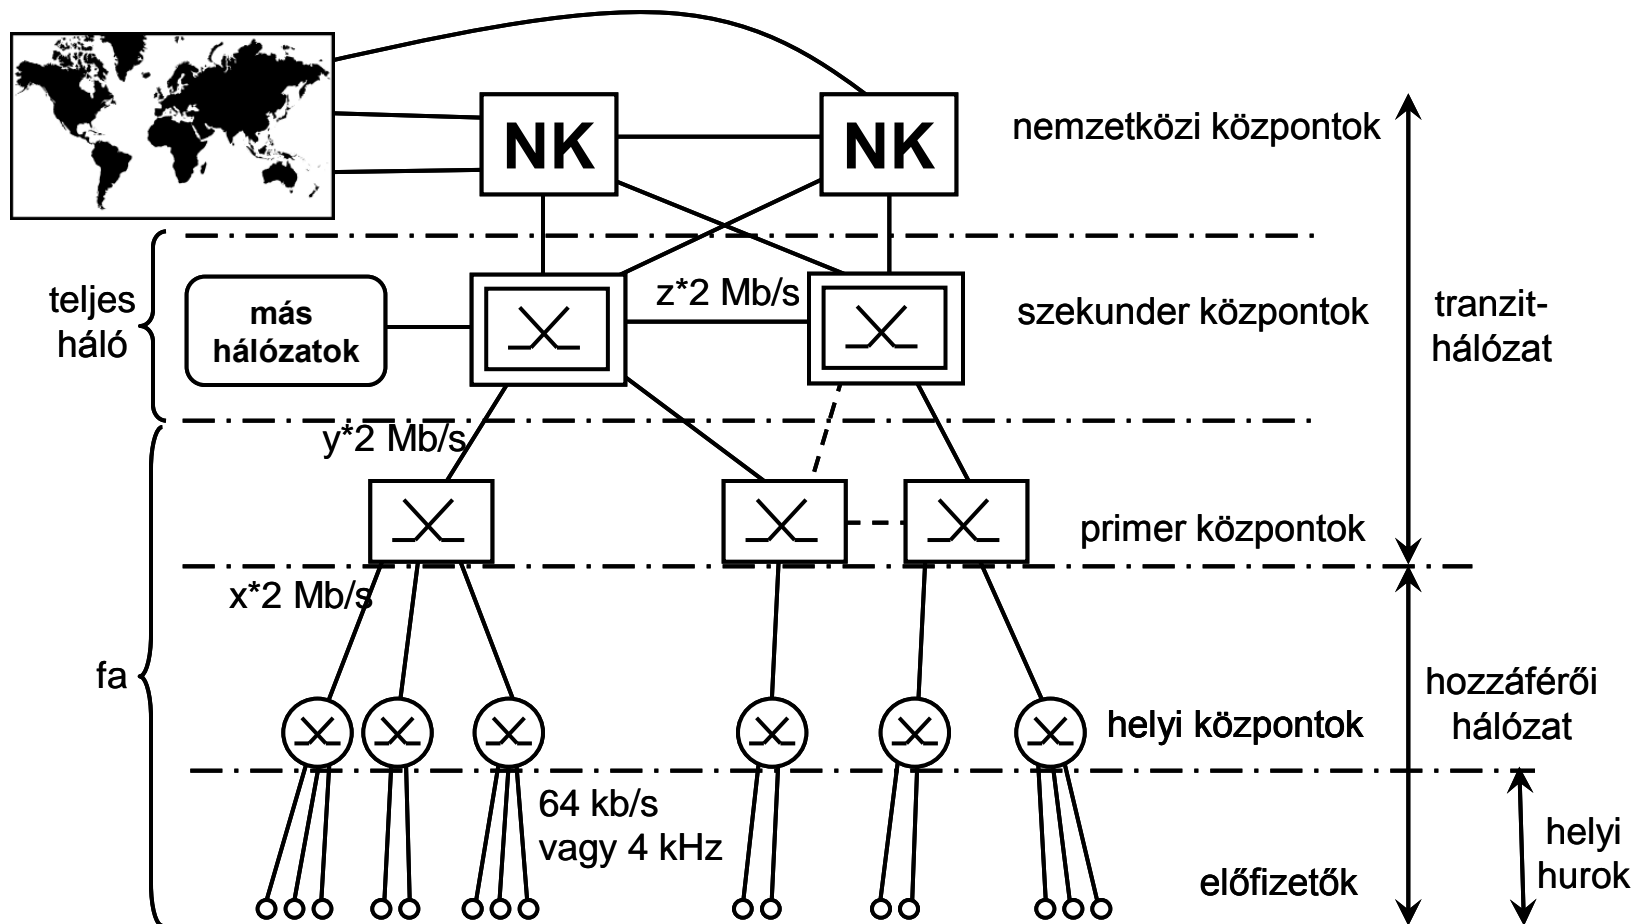 NK
NK
nemzetközi központok
teljes
háló
más
hálózatok
z*2 Mb/s
szekunder központok
tranzit-
hálózat
y*2 Mb/s
primer központok
x*2 Mb/s
fa
helyi központok
hozzáférői
hálózat
64 kb/s
vagy 4 kHz
előfizetők
helyi
hurok